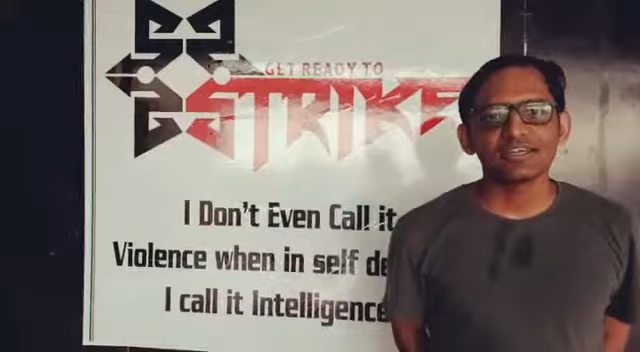 GET READY TO
STRIKE
I Don't Even Call it
Violence when in self de
I call it Intelligence